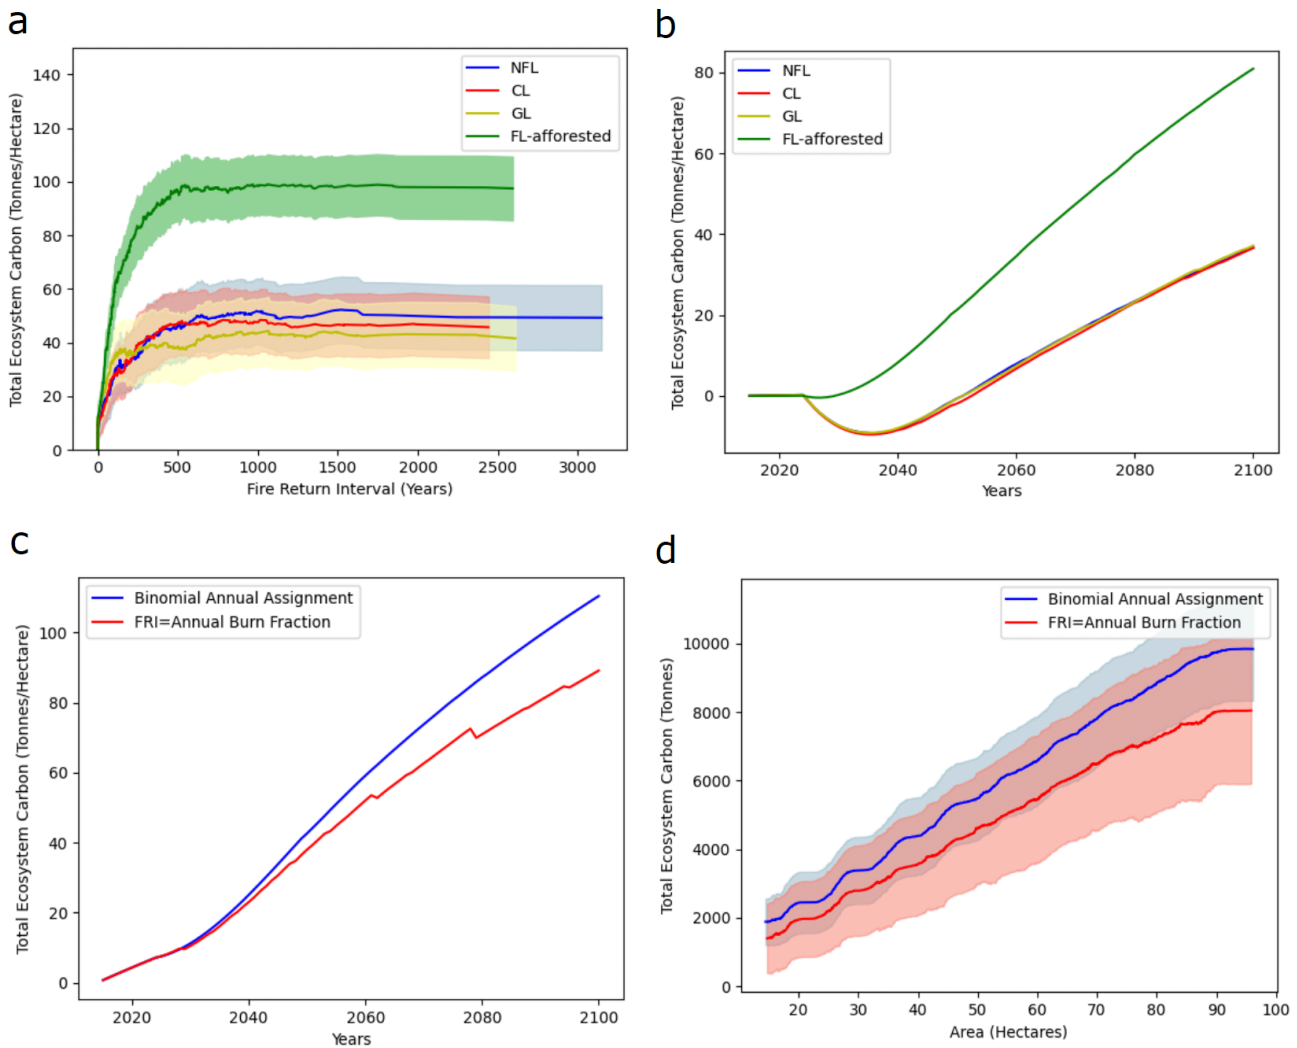 a
NFL
CL
GL
FL-afforested
Total Ecosystem Carbon (Tonnes/Hectare)
140
120
100
80
60
40
20
0
0 500 1000 1500 2000 2500 3000
Fire Return Interval (Years)
b
NFL
CL
GL
FL-afforested
Total Ecosystem Carbon (Tonnes/Hectare)
80
60
40
20
0
2020 2040 2060 2080 2100
Years
c
Binomial Annual Assignment
FRI=Annual Burn Fraction
Total Ecosystem Carbon (Tonnes/Hectare)
100
80
60
40
20
0
2020 2040 2060 2080 2100
Years
d
Binomial Annual Assignment
FRI=Annual Burn Fraction
Total Ecosystem Carbon (Tonnes)
10000
8000
6000
4000
2000
0
20 30 40 50 60 70 80 90 100
Area (Hectares)